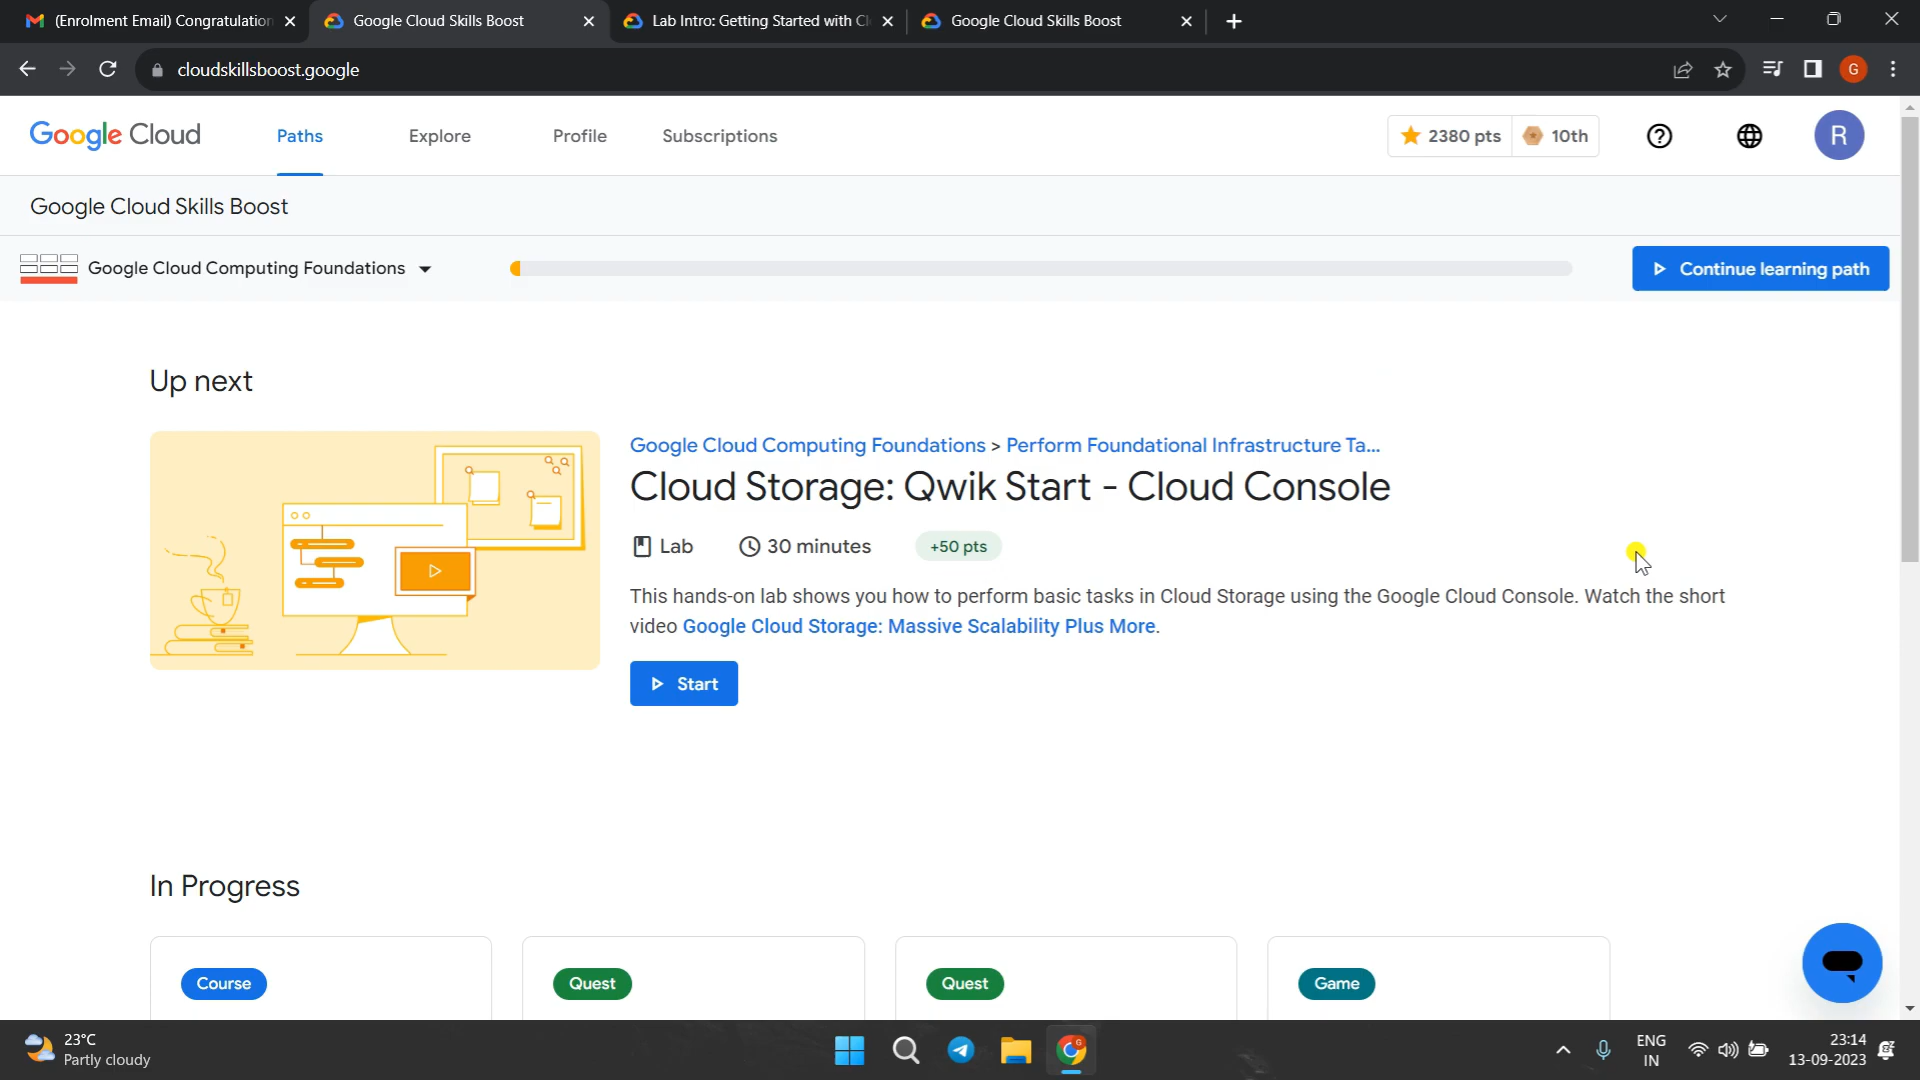 (Enrolment Email) Congratulation
Google Cloud Skills Boost
Lab Intro: Getting Started with Cl
Google Cloud Skills Boost
cloudskillsboost.google
G
Google Cloud
Paths
Explore
Profile
Subscriptions
2380 pts
10th
R
Google Cloud Skills Boost
Google Cloud Computing Foundations
Continue learning path
Up next
Google Cloud Computing Foundations > Perform Foundational Infrastructure Ta...
Cloud Storage: Qwik Start - Cloud Console
Lab
30 minutes
+50 pts
This hands-on lab shows you how to perform basic tasks in Cloud Storage using the Google Cloud Console. Watch the short
video Google Cloud Storage: Massive Scalability Plus More.
Start
In Progress
Course
Quest
Quest
Game
23°C
Partly cloudy
ENG
IN
23:14
13-09-2023